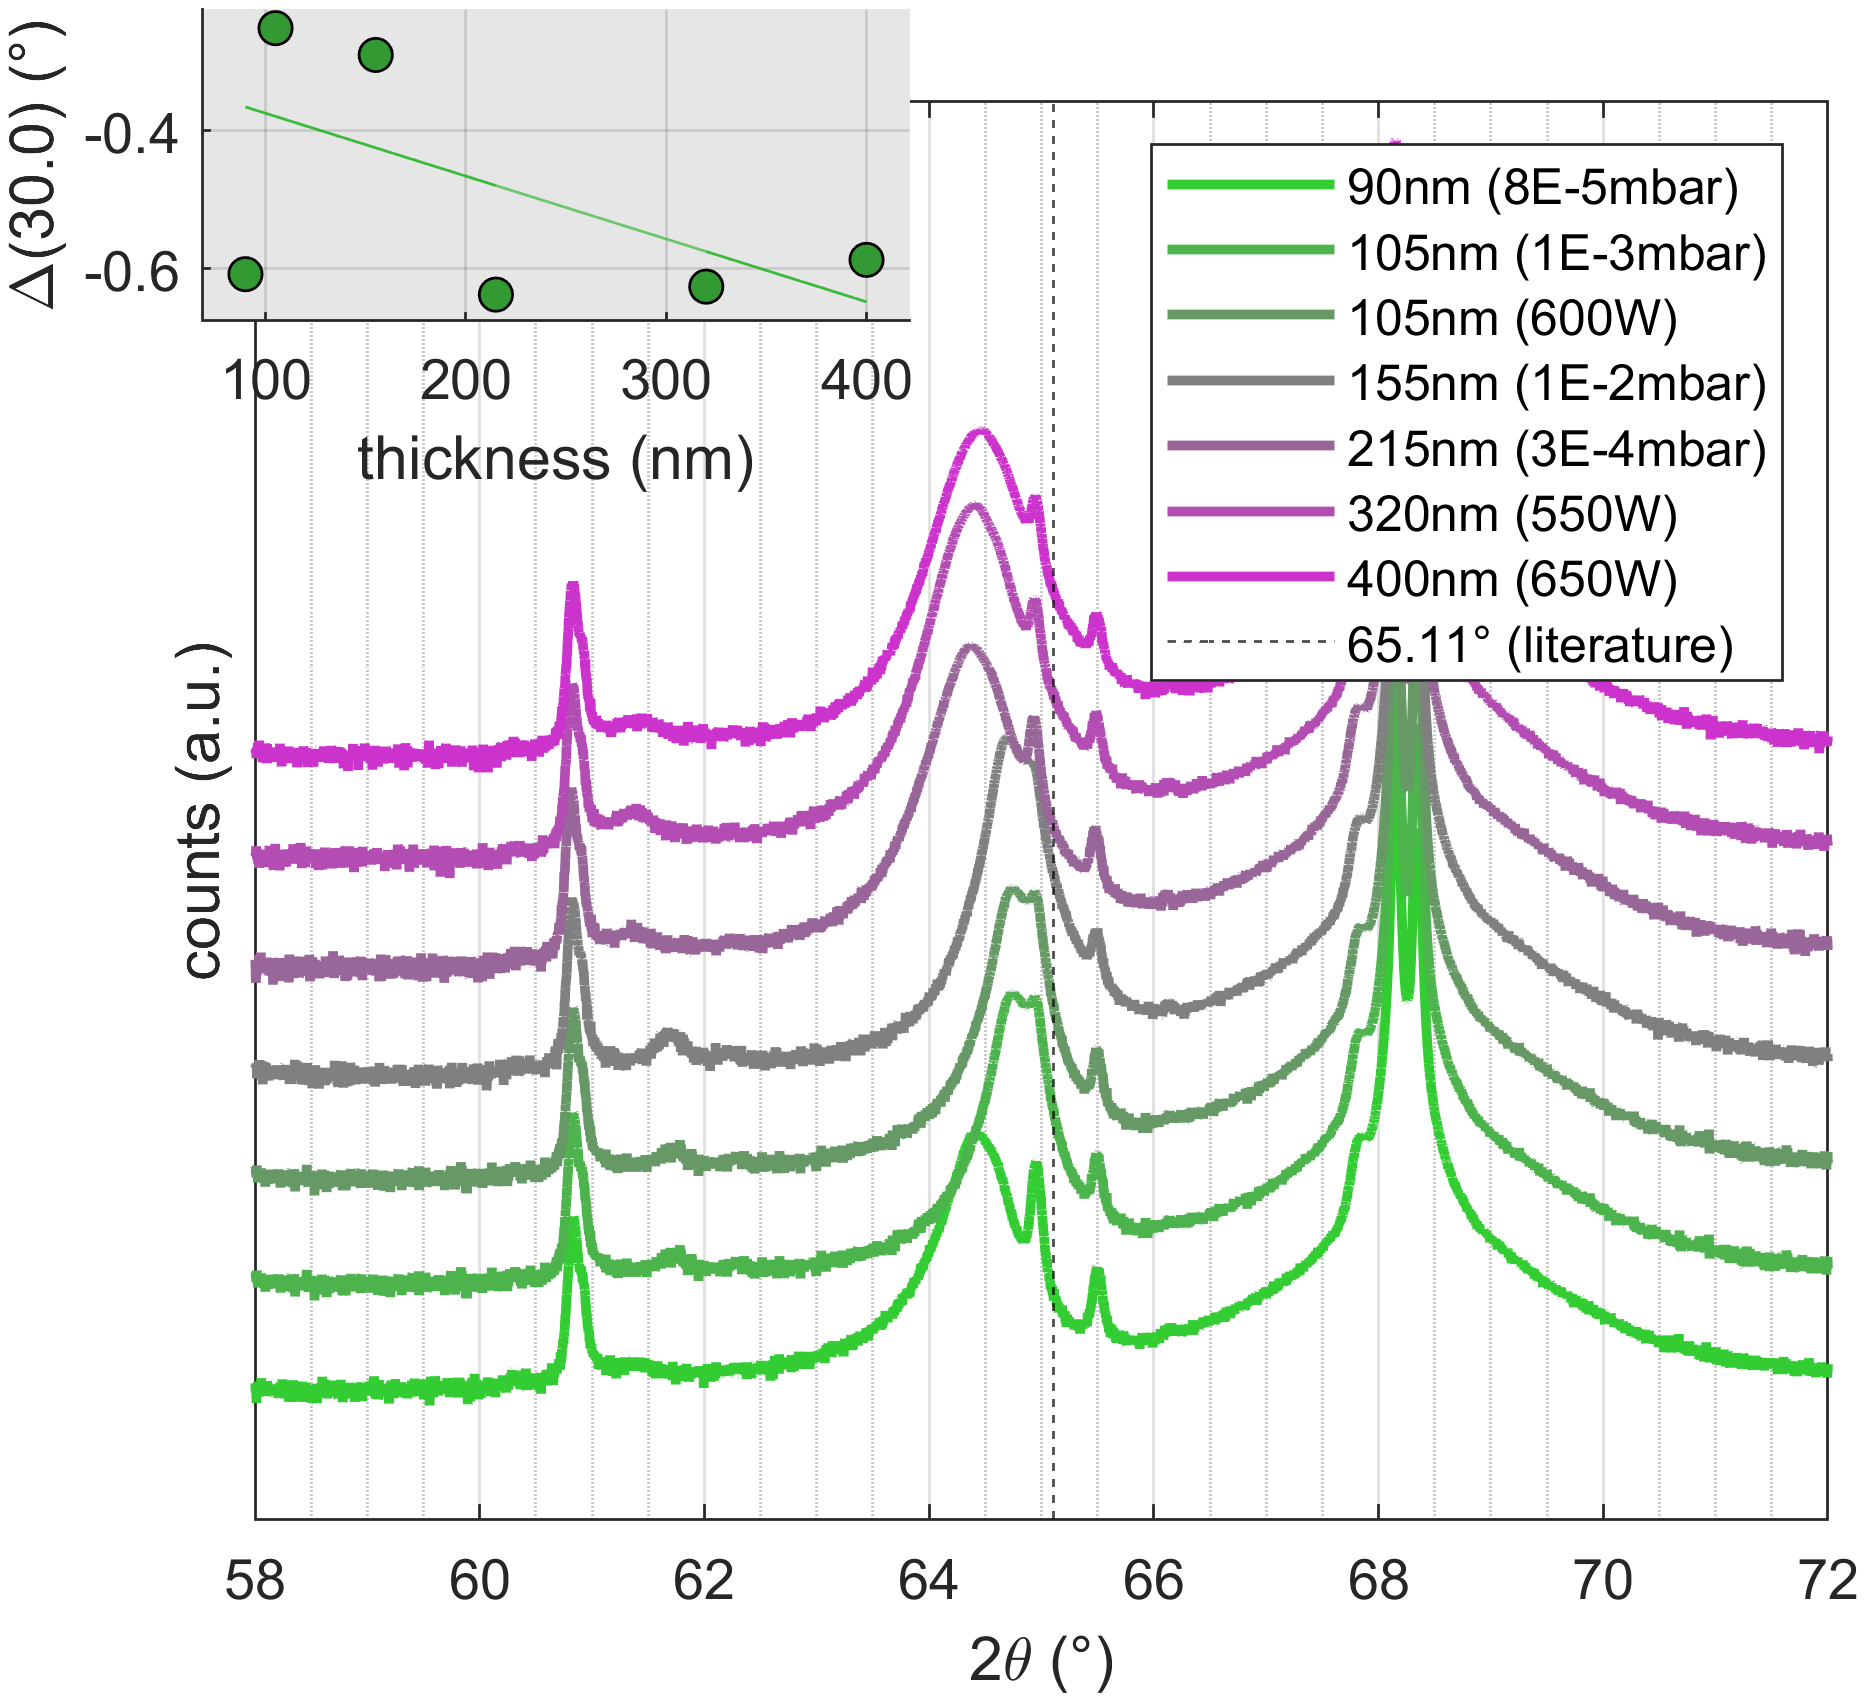 Δ(30.0) (°)
-0.4
-0.6
100 200 300 400
thickness (nm)
90nm (8E-5mbar)
105nm (1E-3mbar)
105nm (600W)
155nm (1E-2mbar)
215nm (3E-4mbar)
320nm (550W)
400nm (650W)
65.11° (literature)
counts (a.u.)
58 60 62 64 66 68 70 72
2θ (°)